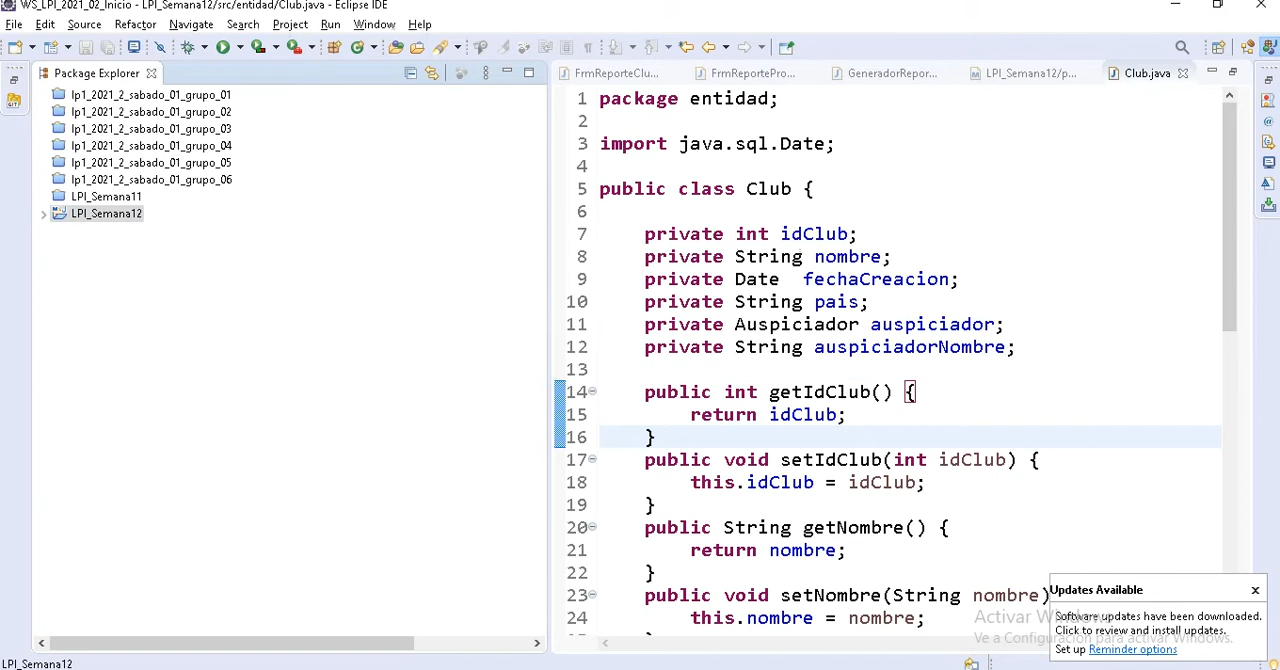 WS_LPI_2021_02_Inicio - LPI_Semana12/src/entidad/Club.java - Eclipse IDE
File Edit Source Refactor Navigate Search Project Run Window Help
Package Explorer
FrmReporteClu... FrmReportePro... GeneradorRepor... LPI_Semana12/p... Club.java
lp1_2021_2_sabado_01_grupo_01
lp1_2021_2_sabado_01_grupo_02
lp1_2021_2_sabado_01_grupo_03
lp1_2021_2_sabado_01_grupo_04
lp1_2021_2_sabado_01_grupo_05
lp1_2021_2_sabado_01_grupo_06
LPI_Semana11
LPI_Semana12
1 package entidad;
2
3 import java.sql.Date;
4
5 public class Club {
6
7 private int idClub;
8 private String nombre;
9 private Date fechaCreacion;
10 private String pais;
11 private Auspiciador auspiciador;
12 private String auspiciadorNombre;
13
14 public int getIdClub() {
15 return idClub;
16 }
17 public void setIdClub(int idClub) {
18 this.idClub = idClub;
19 }
20 public String getNombre() {
21 return nombre;
22 }
23 public void setNombre(String nombre)
24 this.nombre = nombre;
Updates Available
Software updates have been downloaded.
Click to review and install updates.
Set up Reminder options
Activar Windows
Ve a Configuración para activar Windows.
LPI_Semana12